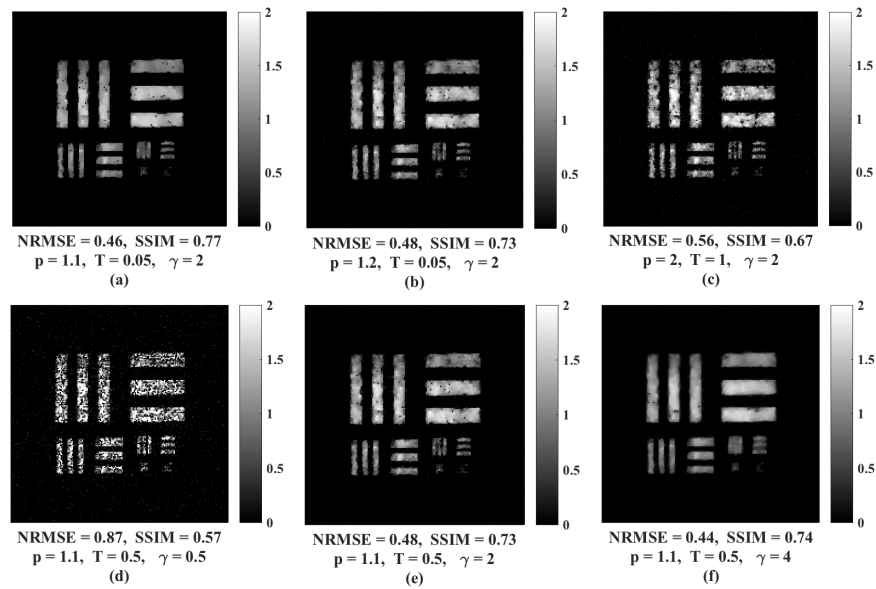 2
1.5
1
0.5
0
NRMSE = 0.46, SSIM = 0.77
p = 1.1, T = 0.05, γ = 2
(a)
2
1.5
1
0.5
0
NRMSE = 0.48, SSIM = 0.73
p = 1.2, T = 0.05, γ = 2
(b)
2
1.5
1
0.5
0
NRMSE = 0.56, SSIM = 0.67
p = 2, T = 1, γ = 2
(c)
2
1.5
1
0.5
0
NRMSE = 0.87, SSIM = 0.57
p = 1.1, T = 0.5, γ = 0.5
(d)
2
1.5
1
0.5
0
NRMSE = 0.48, SSIM = 0.73
p = 1.1, T = 0.5, γ = 2
(e)
2
1.5
1
0.5
0
NRMSE = 0.44, SSIM = 0.74
p = 1.1, T = 0.5, γ = 4
(f)